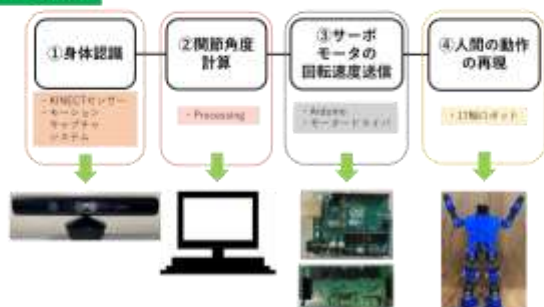 ①身体認識
・KINECTセンサー
・モーション
キャプチャ
システム
②関節角度
計算
・Processing
③サーボ
モータの
回転速度送信
・Arduino
・モータードライバ
④人間の動作
の再現
・17軸ロボット